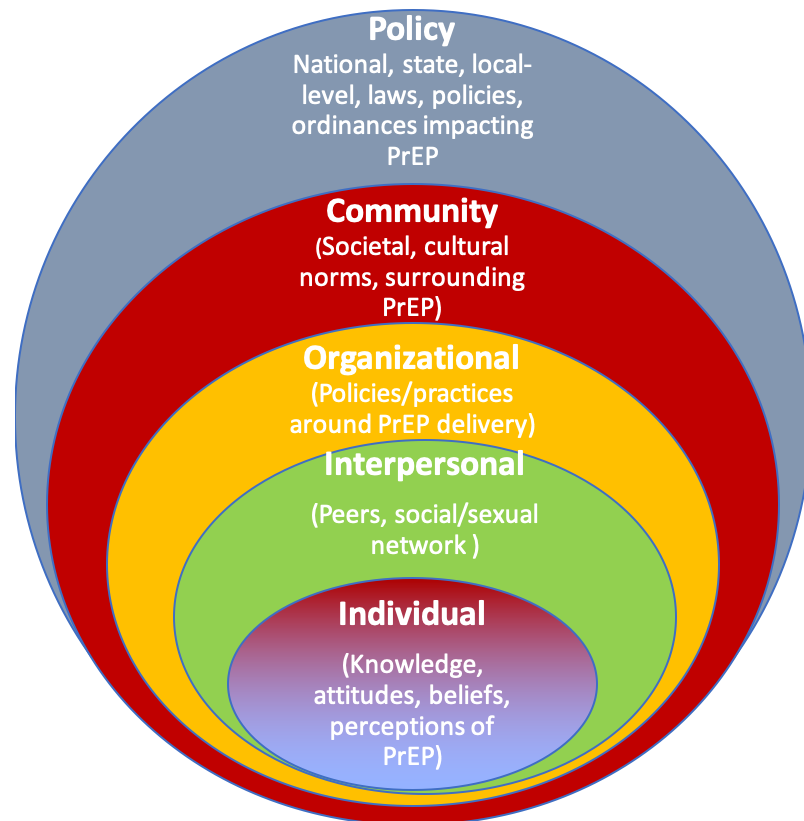 Policy
National, state, local-
level, laws, policies,
ordinances impacting
PrEP
Community
(Societal, cultural
norms, surrounding
PrEP)
Organizational
(Policies/practices
around PrEP delivery)
Interpersonal
(Peers, social/sexual
network )
Individual
(Knowledge,
attitudes, beliefs,
perceptions of
PrEP)